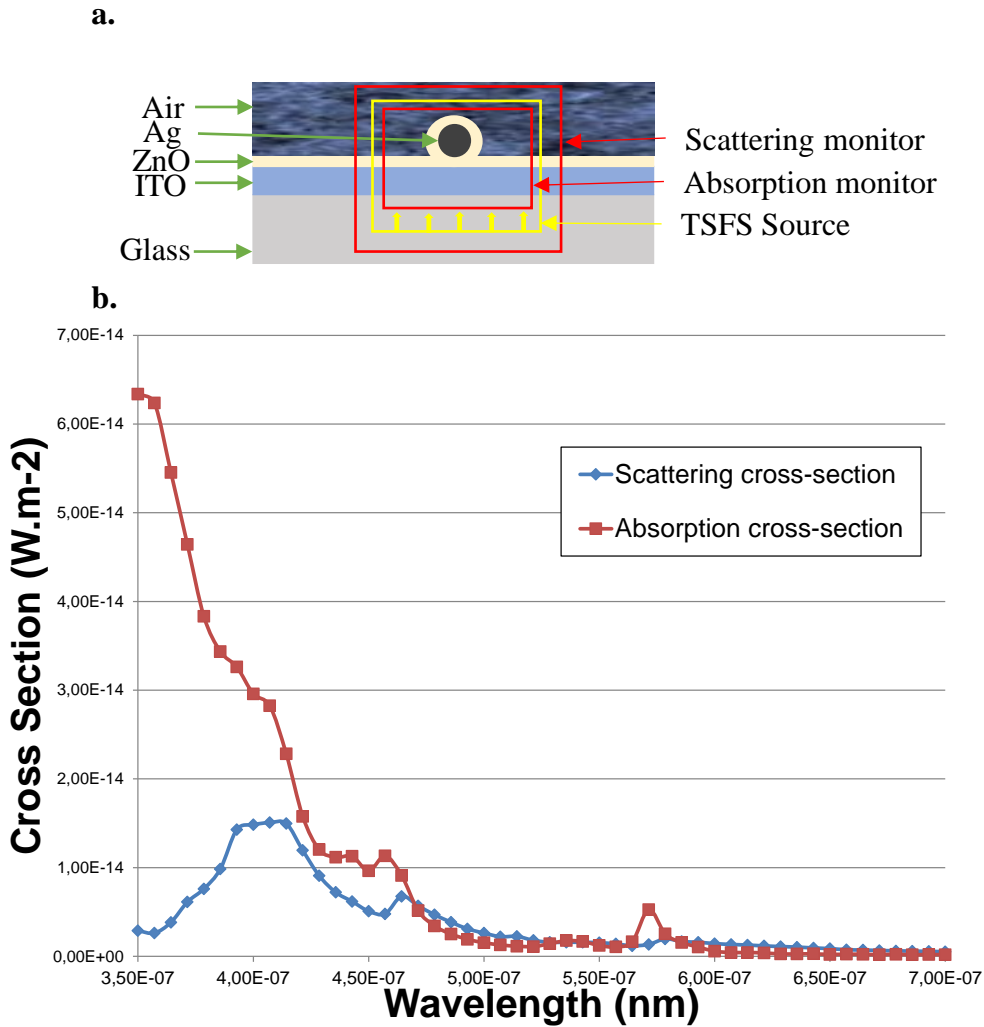 a.
Air
Ag
ZnO
ITO
Glass
Scattering monitor
Absorption monitor
TSFS Source
b.
7,00E-14
6,00E-14
5,00E-14
4,00E-14
3,00E-14
2,00E-14
1,00E-14
0,00E+00
Cross Section (W.m-2)
Scattering cross-section
Absorption cross-section
3,50E-07
4,00E-07
4,50E-07
5,00E-07
5,50E-07
6,00E-07
6,50E-07
7,00E-07
Wavelength (nm)